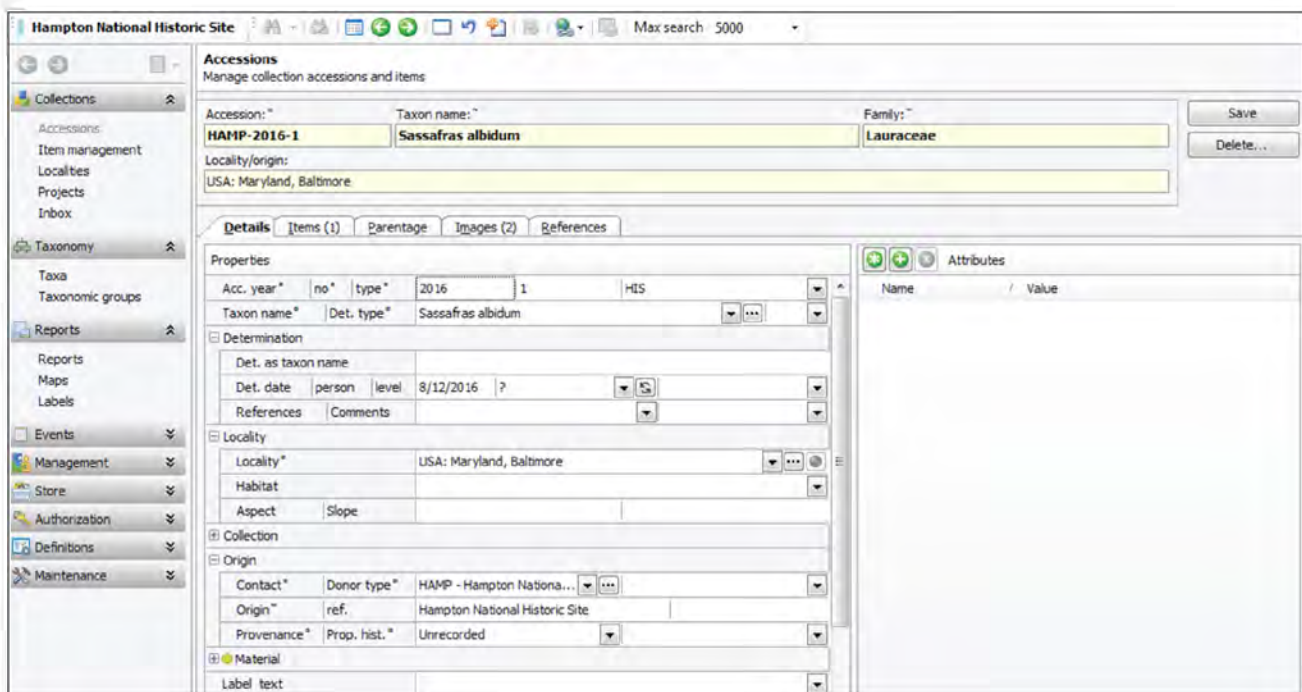 Hampton National Historic Site Max search 5000
Accessions
Manage collection accessions and items
Collections
Accessions
Item management
Localities
Projects
Inbox
Taxonomy
Taxa
Taxonomic groups
Reports
Reports
Maps
Labels
Events
Management
Store
Authorization
Definitions
Maintenance
Accession:* Taxon name:~ Family:~
HAMP-2016-1 Sassafras albidum Lauraceae
Locality/origin:
USA: Maryland, Baltimore
Save
Delete...
Details Items (1) Parentage Images (2) References
Properties
Acc. year* no* type* 2016 1 HIS
Taxon name* Det. type* Sassafras albidum
Determination
Det. as taxon name
Det. date person level 8/12/2016 ?
References Comments
Locality
Locality* USA: Maryland, Baltimore
Habitat
Aspect Slope
Collection
Origin
Contact* Donor type* HAMP - Hampton Nationa...
Origin~ ref. Hampton National Historic Site
Provenance* Prop. hist.* Unrecorded
Material
Label text
Attributes
Name / Value